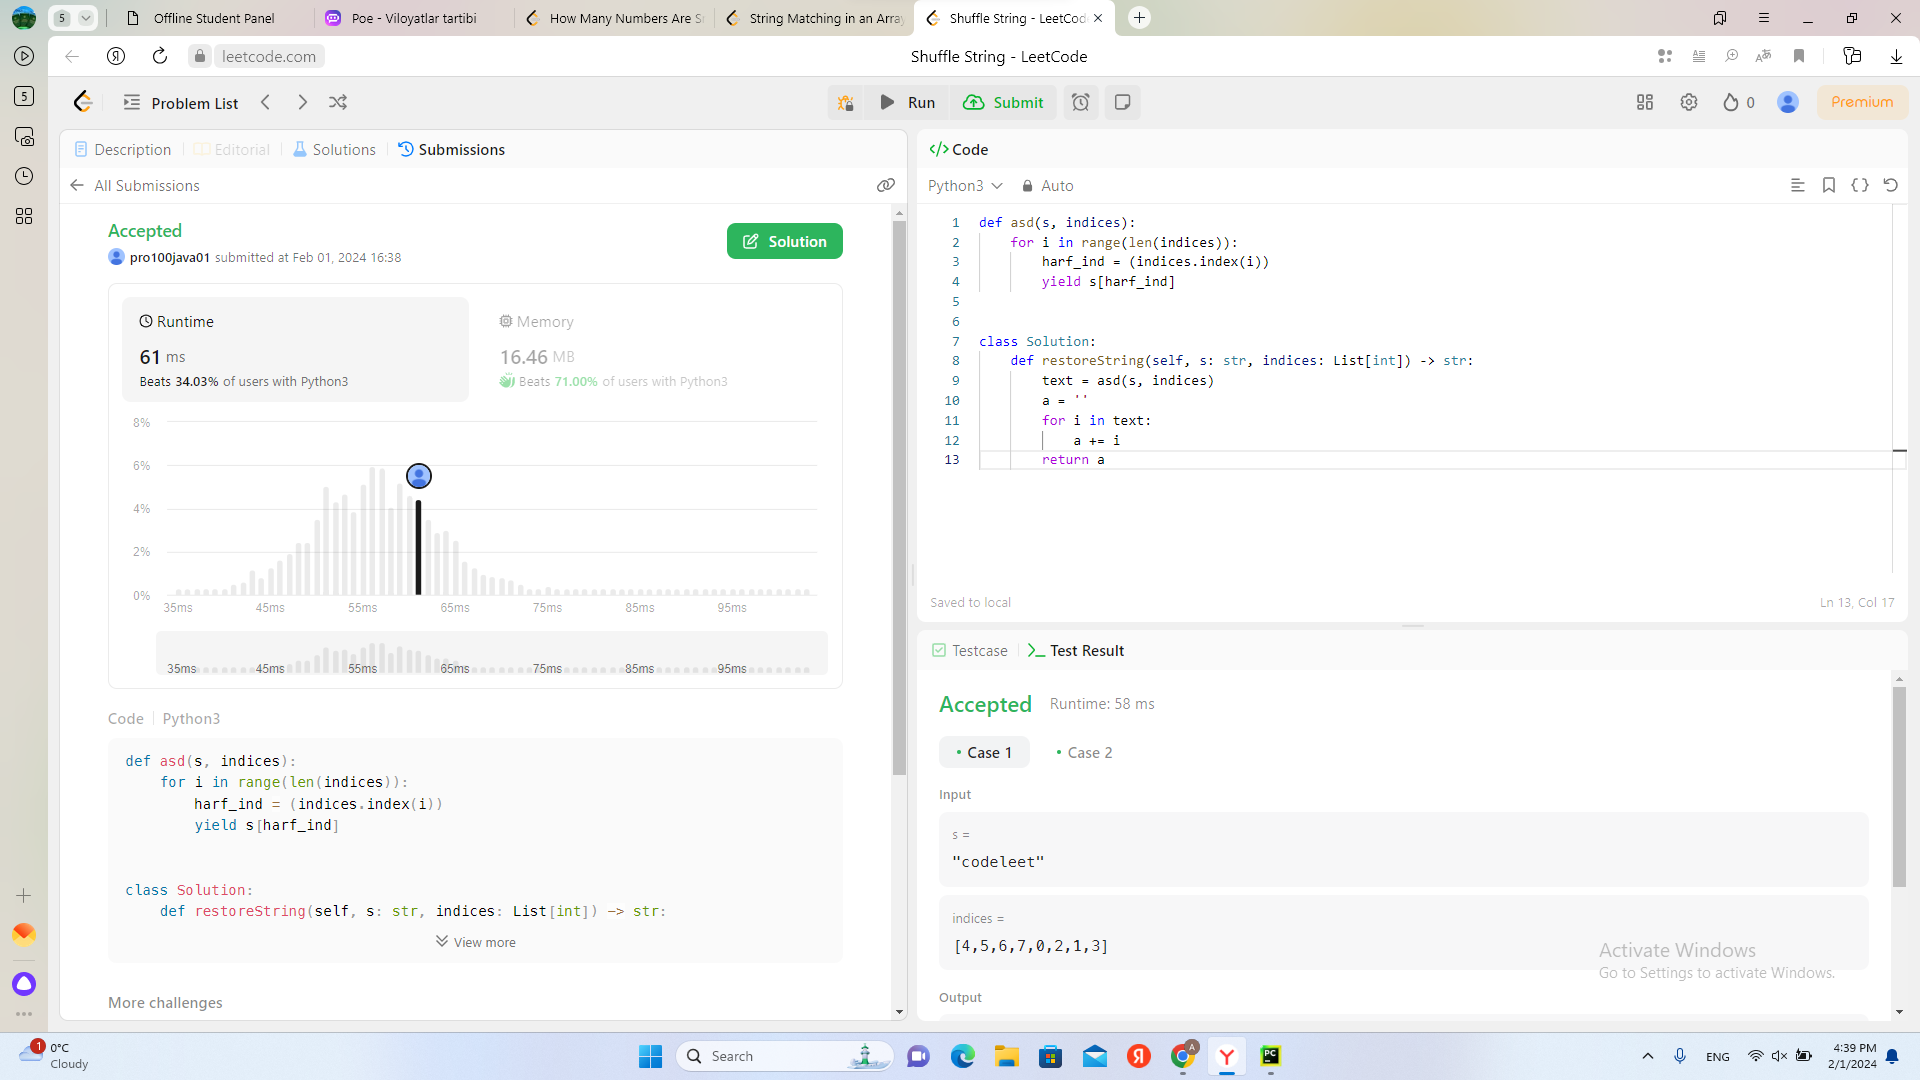 5
Offline Student Panel
Poe - Viloyatlar tartibi
How Many Numbers Are Sr
String Matching in an Array
Shuffle String - LeetCode
leetcode.com
Shuffle String - LeetCode
5
Problem List
Run
Submit
0
Premium
Description
Editorial
Solutions
Submissions
All Submissions
Accepted
pro100java01 submitted at Feb 01, 2024 16:38
Solution
Runtime
61 ms
Beats 34.03% of users with Python3
Memory
16.46 MB
Beats 71.00% of users with Python3
8%
6%
4%
2%
0%
35ms 45ms 55ms 65ms 75ms 85ms 95ms
35ms 45ms 55ms 65ms 75ms 85ms 95ms
Code | Python3
def asd(s, indices):
    for i in range(len(indices)):
        harf_ind = (indices.index(i))
        yield s[harf_ind]
class Solution:
    def restoreString(self, s: str, indices: List[int]) -> str:
View more
More challenges
</> Code
Python3
Auto
1 def asd(s, indices):
2     for i in range(len(indices)):
3         harf_ind = (indices.index(i))
4         yield s[harf_ind]
5
6
7 class Solution:
8     def restoreString(self, s: str, indices: List[int]) -> str:
9         text = asd(s, indices)
10         a = ''
11         for i in text:
12             a += i
13         return a
Saved to local
Ln 13, Col 17
Testcase
Test Result
Accepted
Runtime: 58 ms
• Case 1
• Case 2
Input
s =
"codeleet"
indices =
[4,5,6,7,0,2,1,3]
Output
Activate Windows
Go to Settings to activate Windows.
1
0°C
Cloudy
Search
A
PC
ENG
4:39 PM
2/1/2024